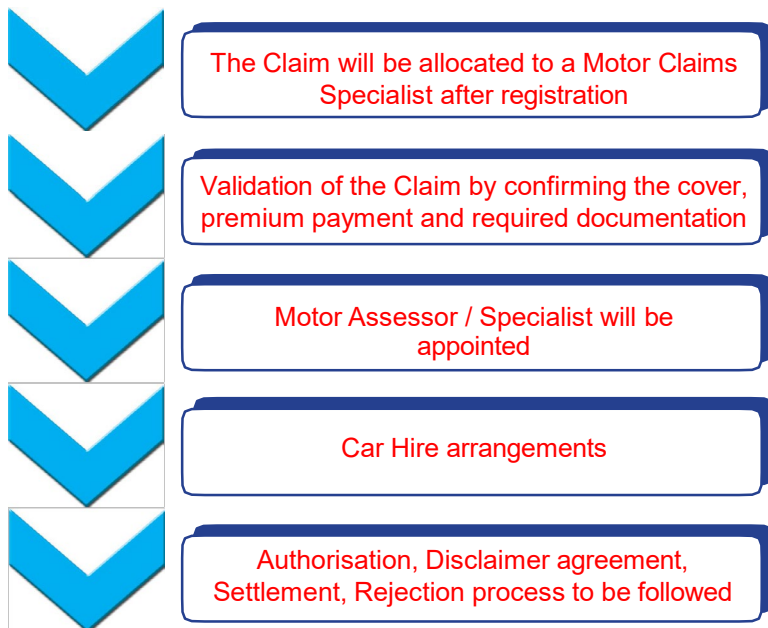 The Claim will be allocated to a Motor Claims
Specialist after registration
Validation of the Claim by confirming the cover,
premium payment and required documentation
Motor Assessor / Specialist will be
appointed
Car Hire arrangements
Authorisation, Disclaimer agreement,
Settlement, Rejection process to be followed